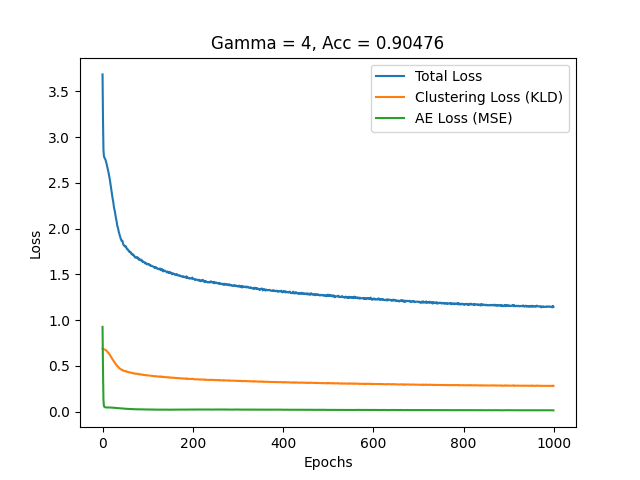 Gamma = 4, Acc = 0.90476
Total Loss
Clustering Loss (KLD)
AE Loss (MSE)
3.5
3.0
2.5
2.0
1.5
1.0
0.5
0.0
Loss
0 200 400 600 800 1000
Epochs